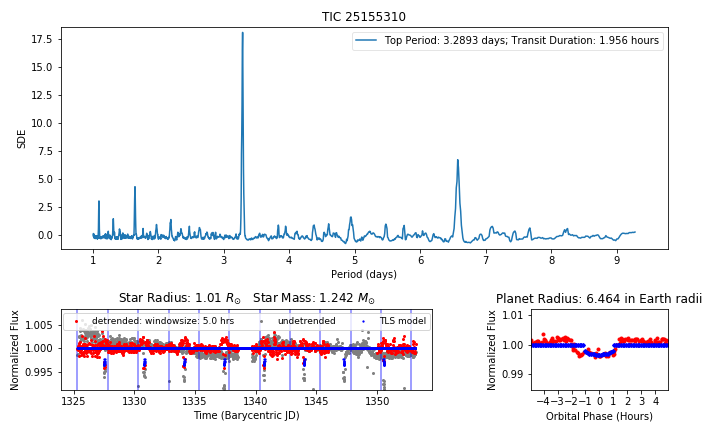 TIC 25155310
17.5
15.0
12.5
10.0
7.5
5.0
2.5
0.0
SDE
Top Period: 3.2893 days; Transit Duration: 1.956 hours
1 2 3 4 5 6 7 8 9
Period (days)
Star Radius: 1.01 R⊙ Star Mass: 1.242 M⊙
Normalized Flux
1.005
1.000
0.995
detrended: windowsize: 5.0 hrs undetrended TLS model
1325 1330 1335 1340 1345 1350
Time (Barycentric JD)
Planet Radius: 6.464 in Earth radii
Normalized Flux
1.01
1.00
0.99
−4 −3 −2 −1 0 1 2 3 4
Orbital Phase (Hours)